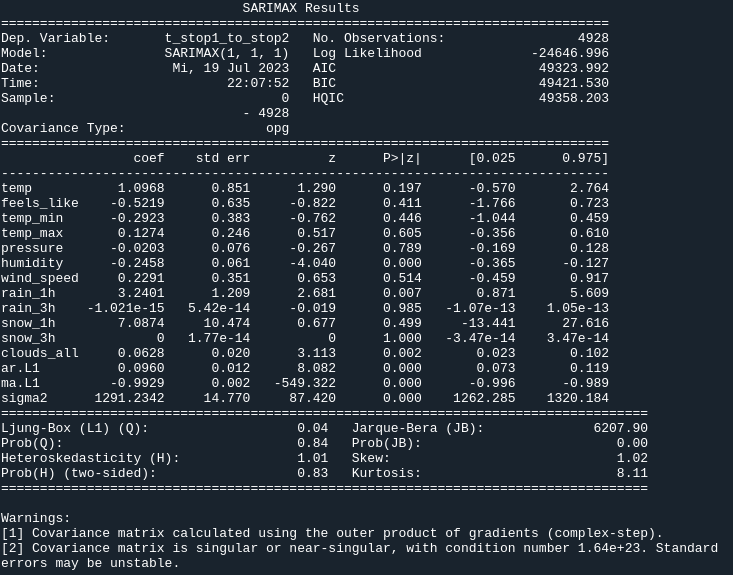 SARIMAX Results
==============================================================================
Dep. Variable:       t_stop1_to_stop2   No. Observations:                 4928
Model:               SARIMAX(1, 1, 1)   Log Likelihood              -24646.996
Date:                 Mi, 19 Jul 2023   AIC                          49323.992
Time:                        22:07:52   BIC                          49421.530
Sample:                             0   HQIC                         49358.203
                               - 4928
Covariance Type:                  opg
==============================================================================
                 coef    std err          z      P>|z|      [0.025      0.975]
------------------------------------------------------------------------------
temp           1.0968      0.851      1.290      0.197      -0.570       2.764
feels_like    -0.5219      0.635     -0.822      0.411      -1.766       0.723
temp_min      -0.2923      0.383     -0.762      0.446      -1.044       0.459
temp_max       0.1274      0.246      0.517      0.605      -0.356       0.610
pressure      -0.0203      0.076     -0.267      0.789      -0.169       0.128
humidity      -0.2458      0.061     -4.040      0.000      -0.365      -0.127
wind_speed     0.2291      0.351      0.653      0.514      -0.459       0.917
rain_1h        3.2401      1.209      2.681      0.007       0.871       5.609
rain_3h    -1.021e-15   5.42e-14     -0.019      0.985   -1.07e-13    1.05e-13
snow_1h        7.0874     10.474      0.677      0.499     -13.441      27.616
snow_3h             0   1.77e-14          0      1.000   -3.47e-14    3.47e-14
clouds_all     0.0628      0.020      3.113      0.002       0.023       0.102
ar.L1          0.0960      0.012      8.082      0.000       0.073       0.119
ma.L1         -0.9929      0.002   -549.322      0.000      -0.996      -0.989
sigma2      1291.2342     14.770     87.420      0.000    1262.285    1320.184
===================================================================================
Ljung-Box (L1) (Q):                   0.04   Jarque-Bera (JB):              6207.90
Prob(Q):                              0.84   Prob(JB):                         0.00
Heteroskedasticity (H):               1.01   Skew:                             1.02
Prob(H) (two-sided):                  0.83   Kurtosis:                         8.11
===================================================================================
Warnings:
[1] Covariance matrix calculated using the outer product of gradients (complex-step).
[2] Covariance matrix is singular or near-singular, with condition number 1.64e+23. Standard
errors may be unstable.